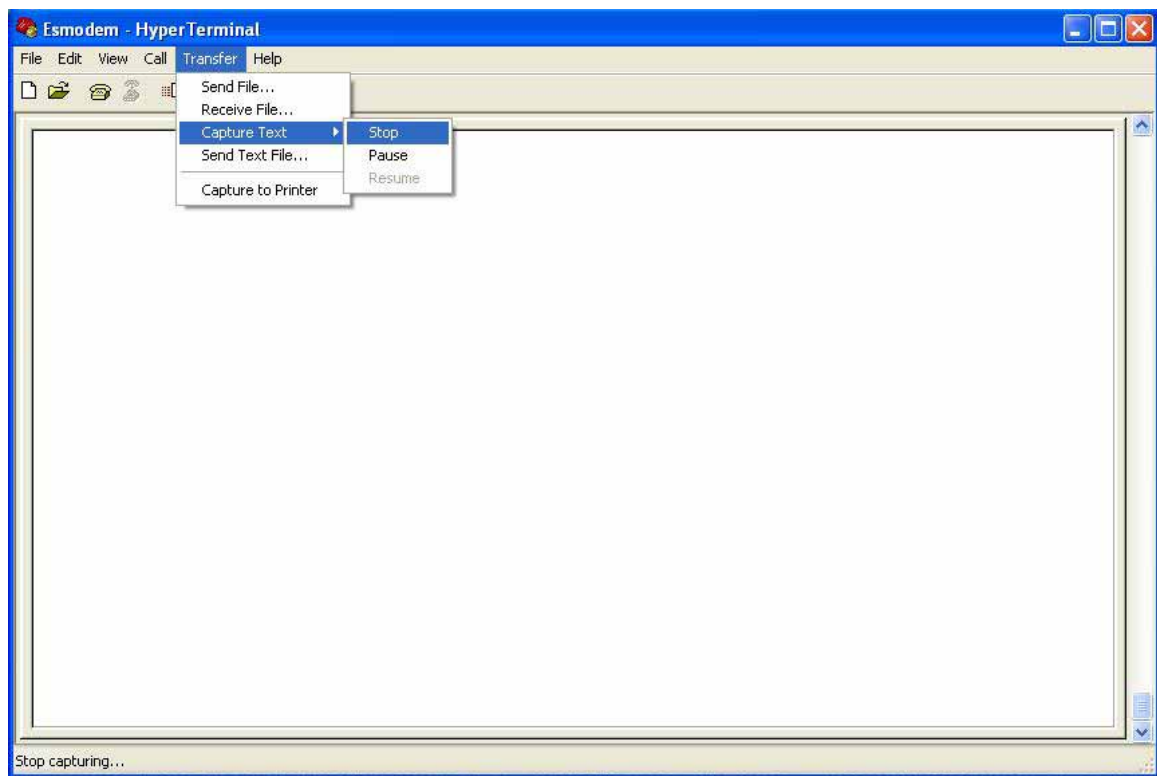 Esmodem - HyperTerminal
File Edit View Call Transfer Help
Send File...
Receive File...
Capture Text
Send Text File...
Capture to Printer
Stop
Pause
Resume
Stop capturing...